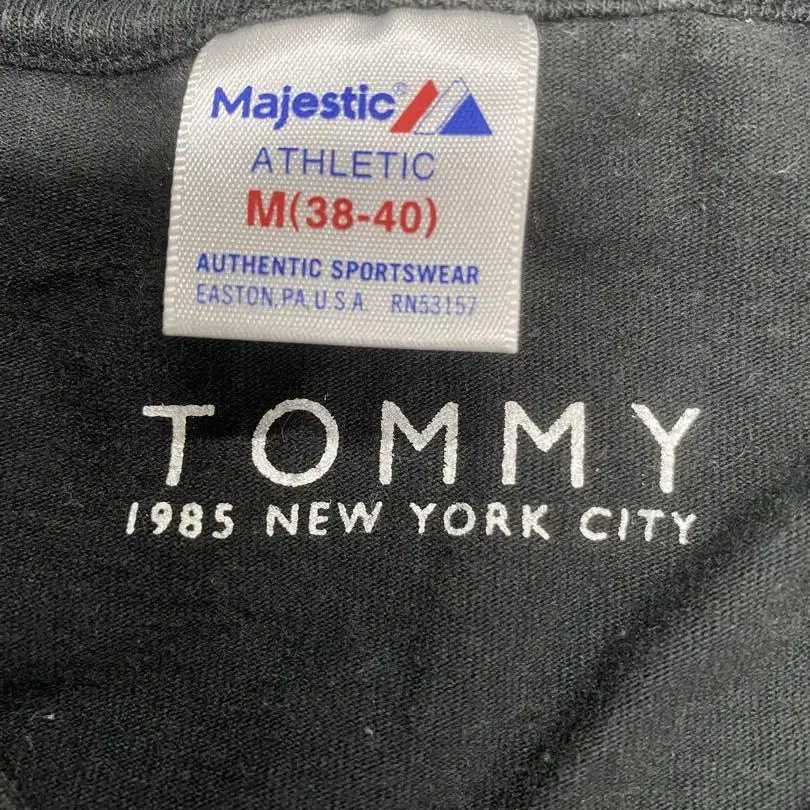 Majestic®
ATHLETIC
M(38-40)
AUTHENTIC SPORTSWEAR
EASTON, PA, U.S.A. RN53157
TOMMY
1985 NEW YORK CITY